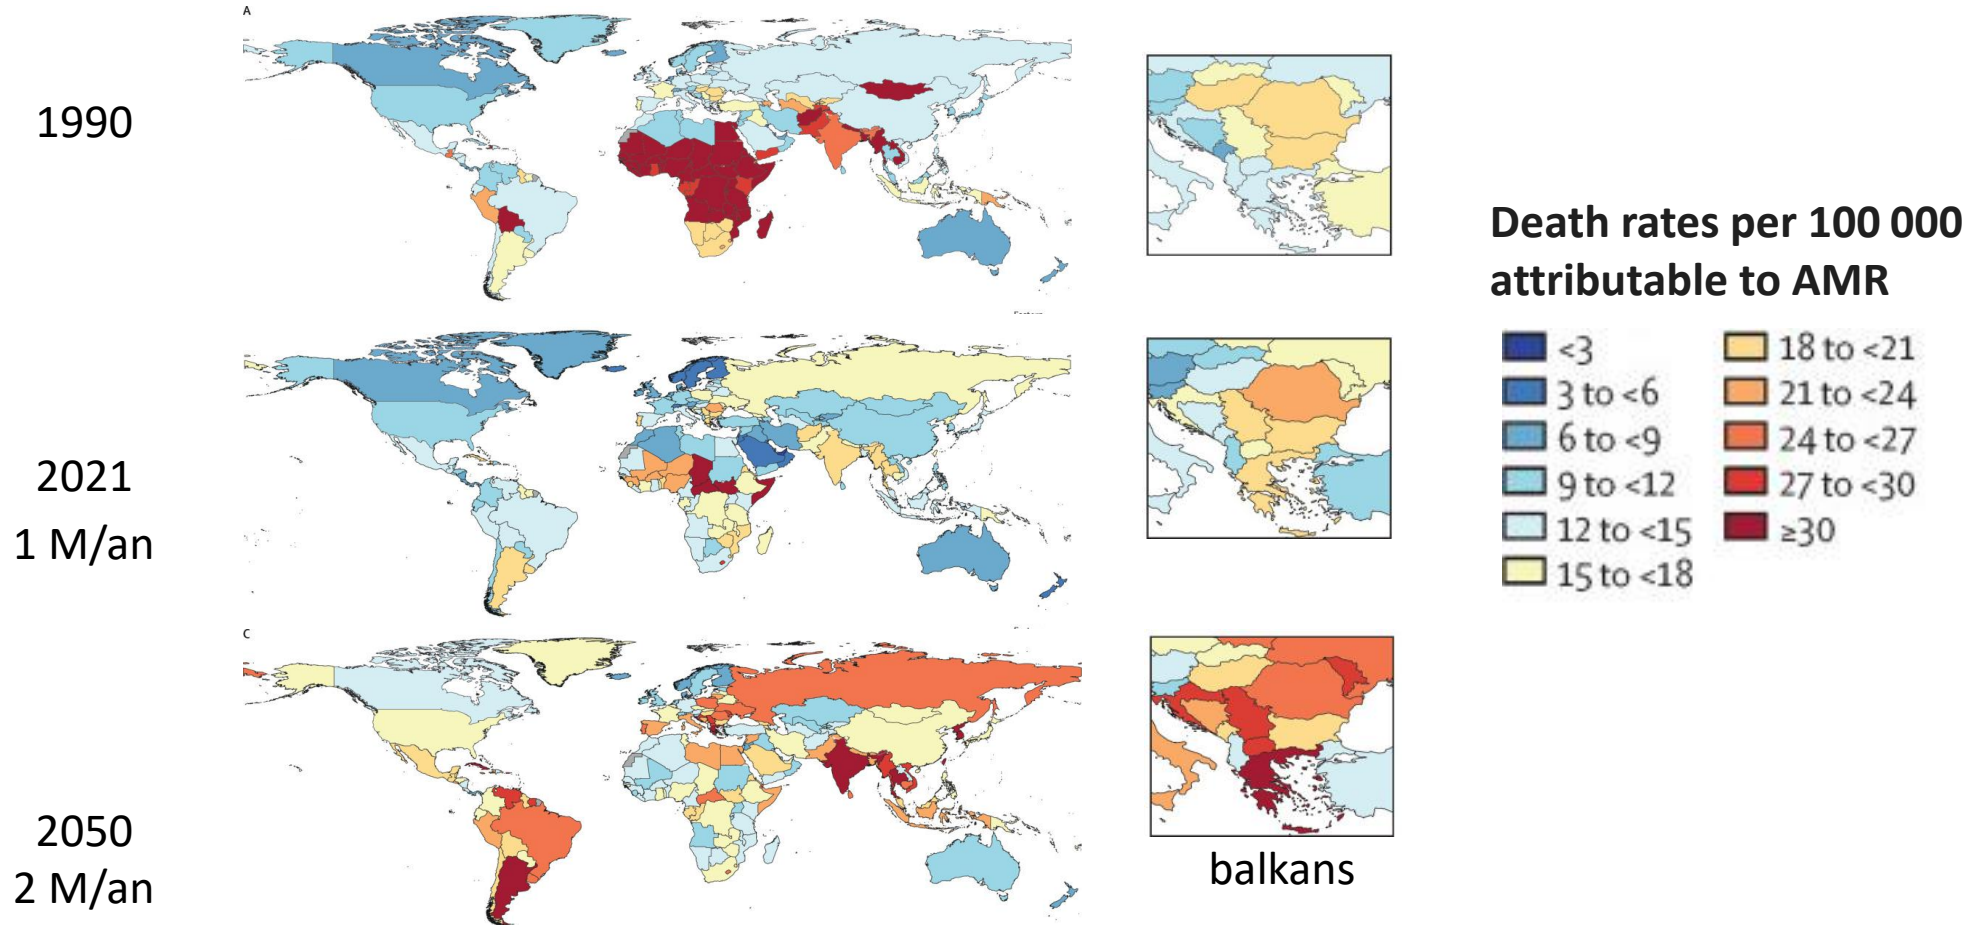 A
1990
2021
1 M/an
C
2050
2 M/an
balkans
Death rates per 100 000
attributable to AMR
<3
3 to <6
6 to <9
9 to <12
12 to <15
15 to <18
18 to <21
21 to <24
24 to <27
27 to <30
≥30